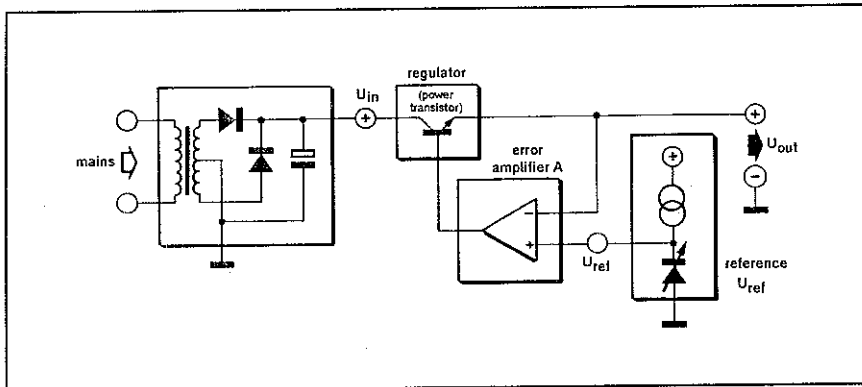 mains
U_in
regulator
(power
transistor)
error
amplifier A
−
+
U_ref
+
+
U_out
−
reference
U_ref